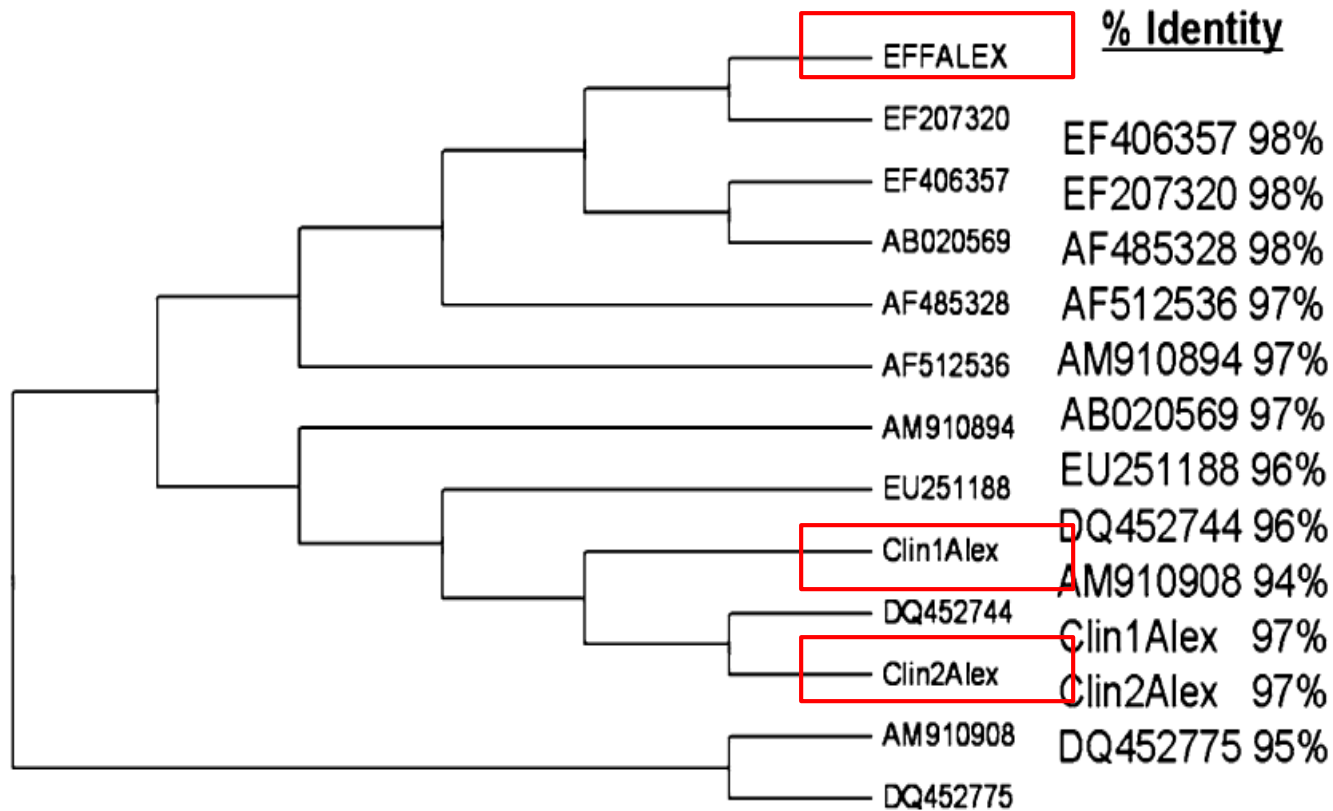 EFFALEX
EF207320
EF406357
AB020569
AF485328
AF512536
AM910894
EU251188
Clin1Alex
DQ452744
Clin2Alex
AM910908
DQ452775
% Identity
EF406357 98%
EF207320 98%
AF485328 98%
AF512536 97%
AM910894 97%
AB020569 97%
EU251188 96%
DQ452744 96%
AM910908 94%
Clin1Alex 97%
Clin2Alex 97%
DQ452775 95%